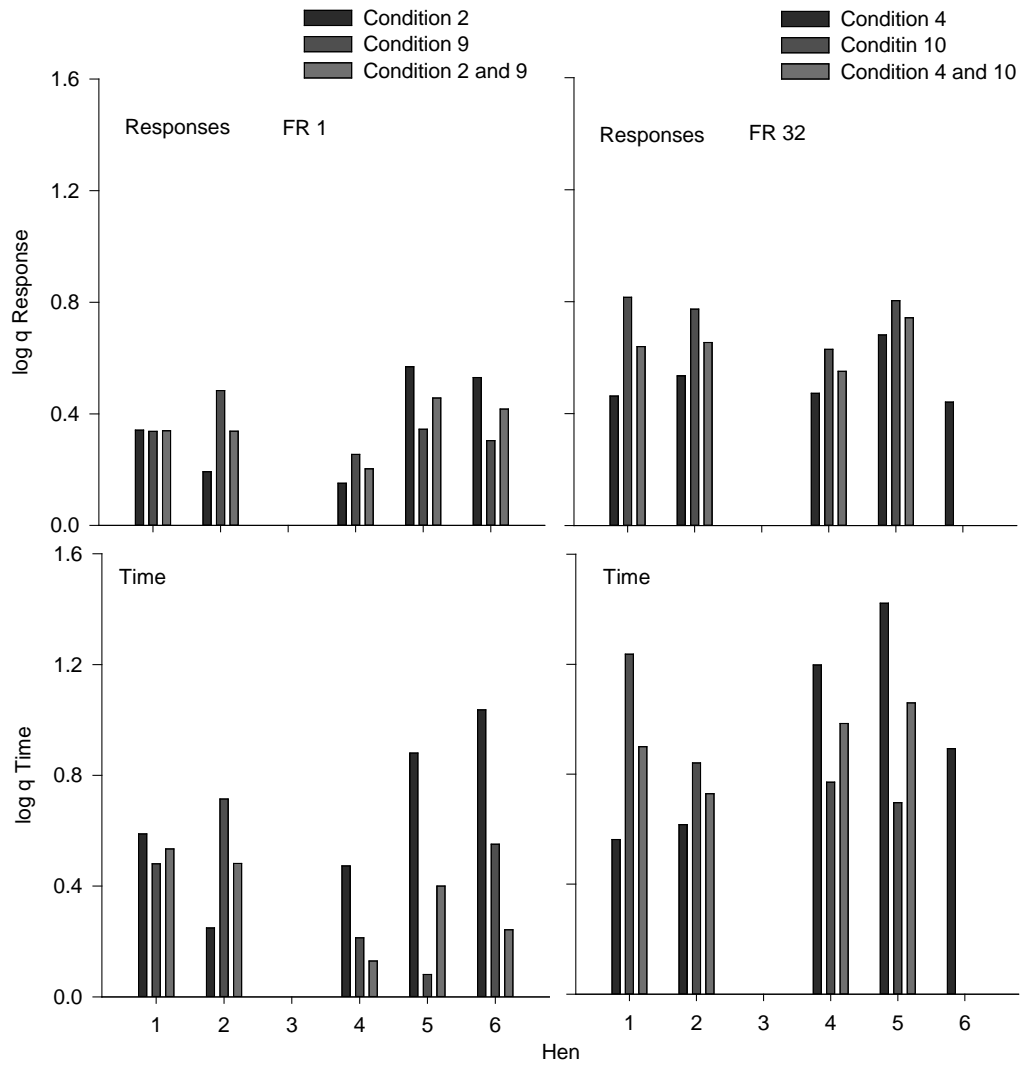 Condition 2
Condition 9
Condition 2 and 9
Condition 4
Conditin 10
Condition 4 and 10
1.6
1.2
0.8
0.4
0.0
log q Response
Responses FR 1
Responses FR 32
1.6
1.2
0.8
0.4
0.0
log q Time
Time
Time
1 2 3 4 5 6
1 2 3 4 5 6
Hen